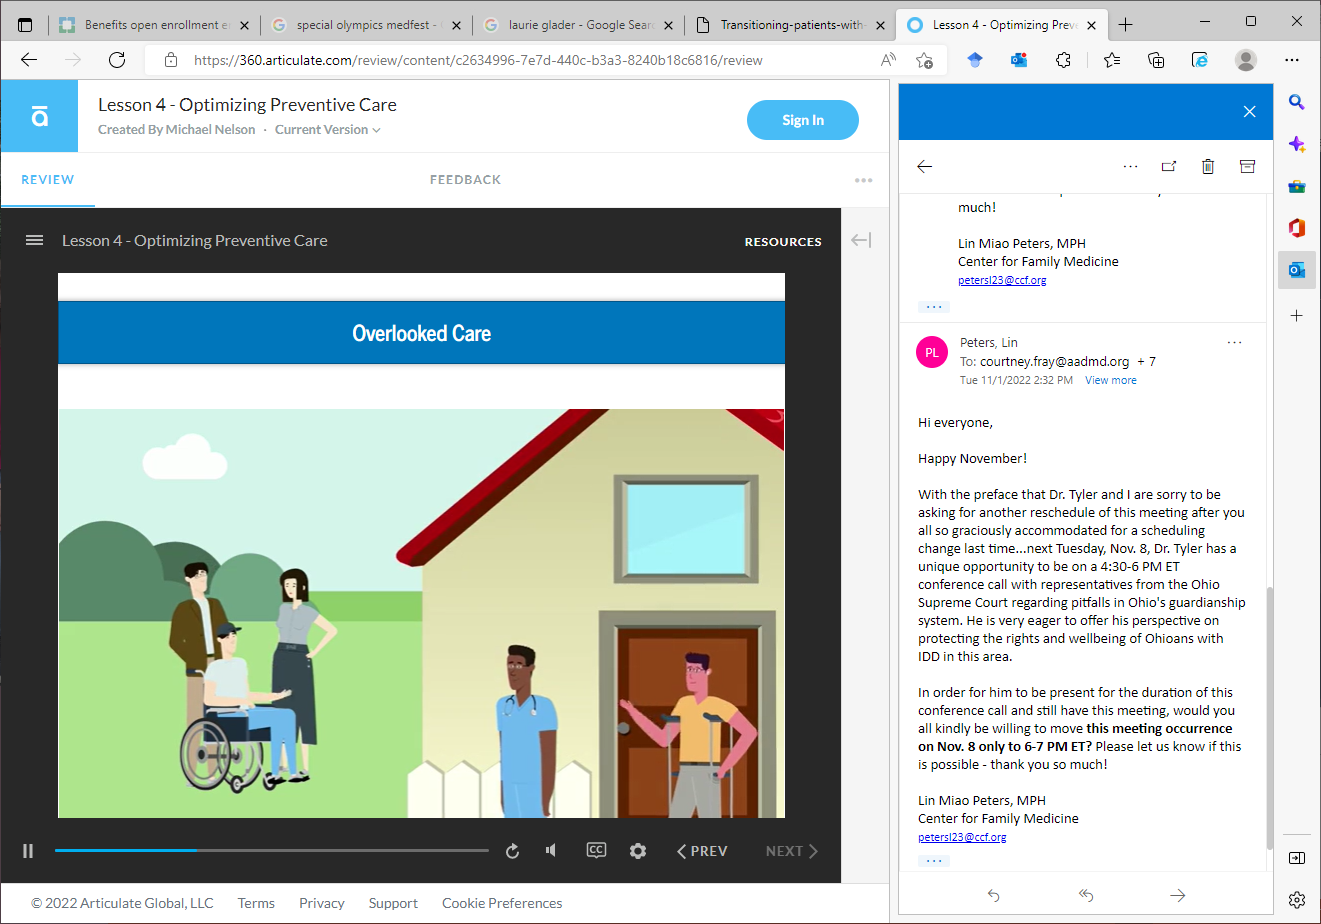 Benefits open enrollment e
special olympics medfest -
laurie glader - Google Sear
Transitioning-patients-with-
Lesson 4 - Optimizing Preve
https://360.articulate.com/review/content/c2634996-7e7d-440c-b3a3-8240b18c6816/review
Lesson 4 - Optimizing Preventive Care
Created By Michael Nelson · Current Version
Sign In
REVIEW
FEEDBACK
Lesson 4 - Optimizing Preventive Care
RESOURCES
Overlooked Care
CC
PREV
NEXT
© 2022 Articulate Global, LLC
Terms
Privacy
Support
Cookie Preferences
much!
Lin Miao Peters, MPH
Center for Family Medicine
petersl23@ccf.org
PL
Peters, Lin
To: courtney.fray@aadmd.org + 7
Tue 11/1/2022 2:32 PM View more
Hi everyone,
Happy November!
With the preface that Dr. Tyler and I are sorry to be
asking for another reschedule of this meeting after you
all so graciously accommodated for a scheduling
change last time...next Tuesday, Nov. 8, Dr. Tyler has a
unique opportunity to be on a 4:30-6 PM ET
conference call with representatives from the Ohio
Supreme Court regarding pitfalls in Ohio's guardianship
system. He is very eager to offer his perspective on
protecting the rights and wellbeing of Ohioans with
IDD in this area.
In order for him to be present for the duration of this
conference call and still have this meeting, would you
all kindly be willing to move this meeting occurrence
on Nov. 8 only to 6-7 PM ET? Please let us know if this
is possible - thank you so much!
Lin Miao Peters, MPH
Center for Family Medicine
petersl23@ccf.org